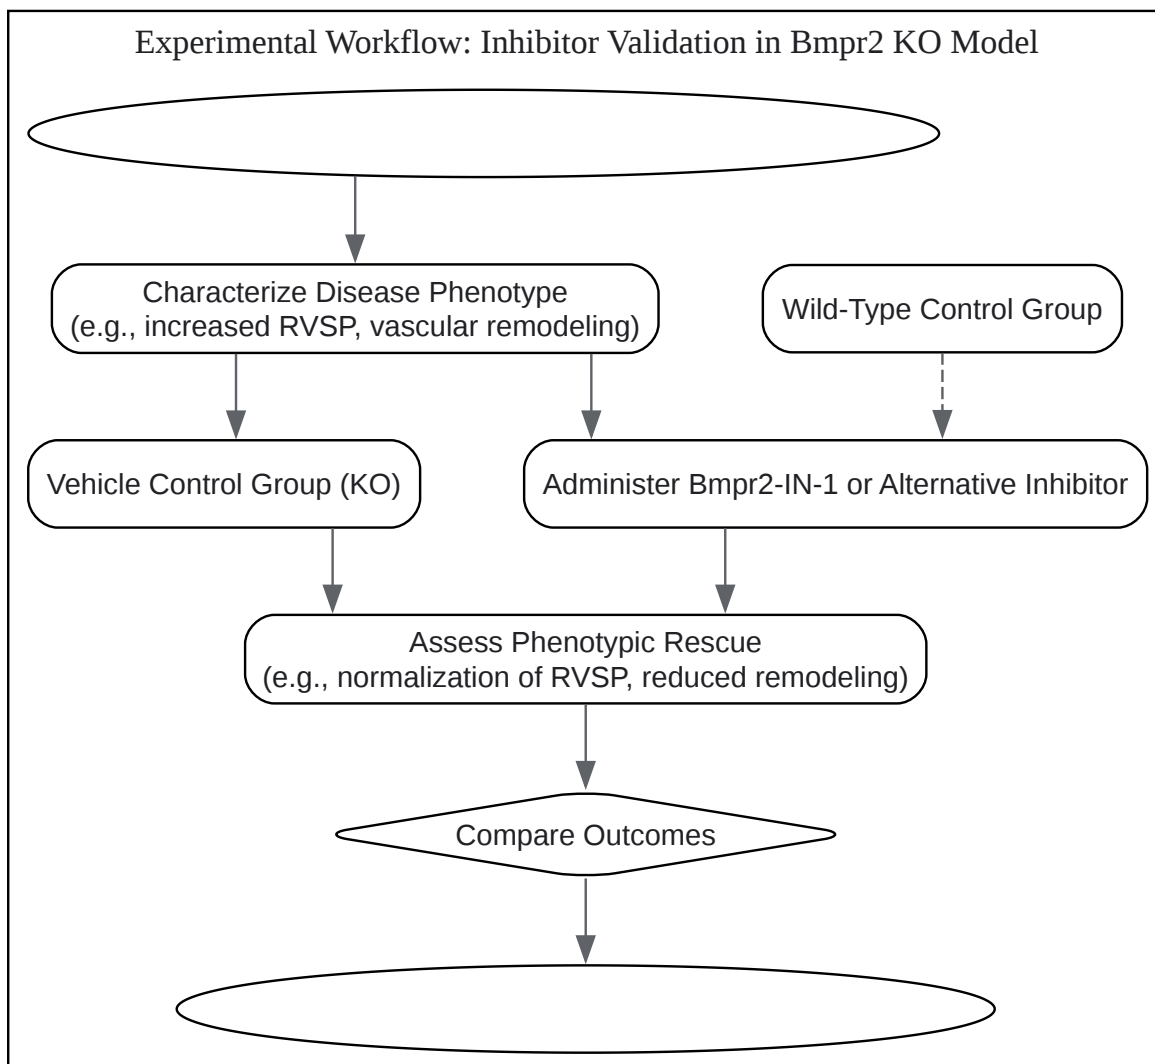 Experimental Workflow: Inhibitor Validation in Bmpr2 KO Model
Characterize Disease Phenotype
(e.g., increased RVSP, vascular remodeling)
Wild-Type Control Group
Vehicle Control Group (KO)
Administer Bmpr2-IN-1 or Alternative Inhibitor
Assess Phenotypic Rescue
(e.g., normalization of RVSP, reduced remodeling)
Compare Outcomes